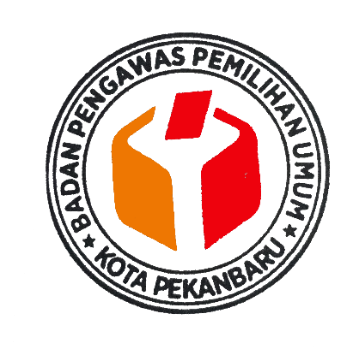 BADAN PENGAWAS PEMILIHAN UMUM
★ KOTA PEKANBARU ★